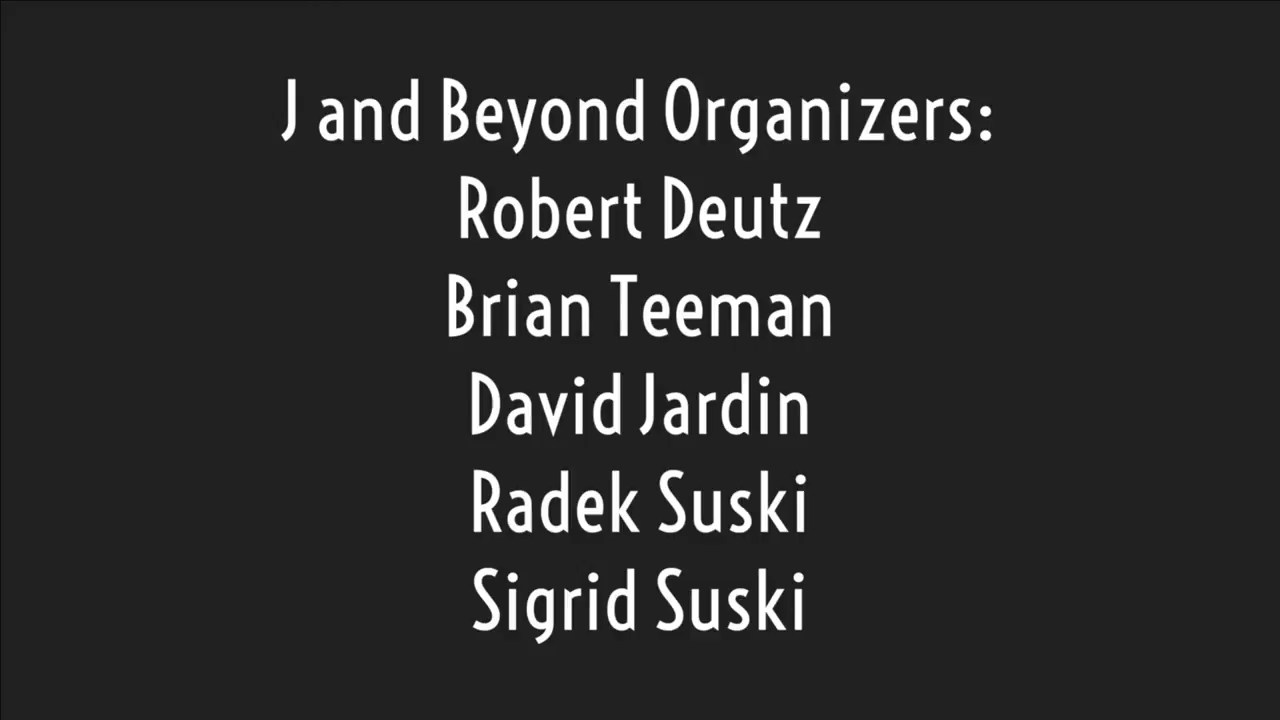 J and Beyond Organizers:
Robert Deutz
Brian Teeman
David Jardin
Radek Suski
Sigrid Suski